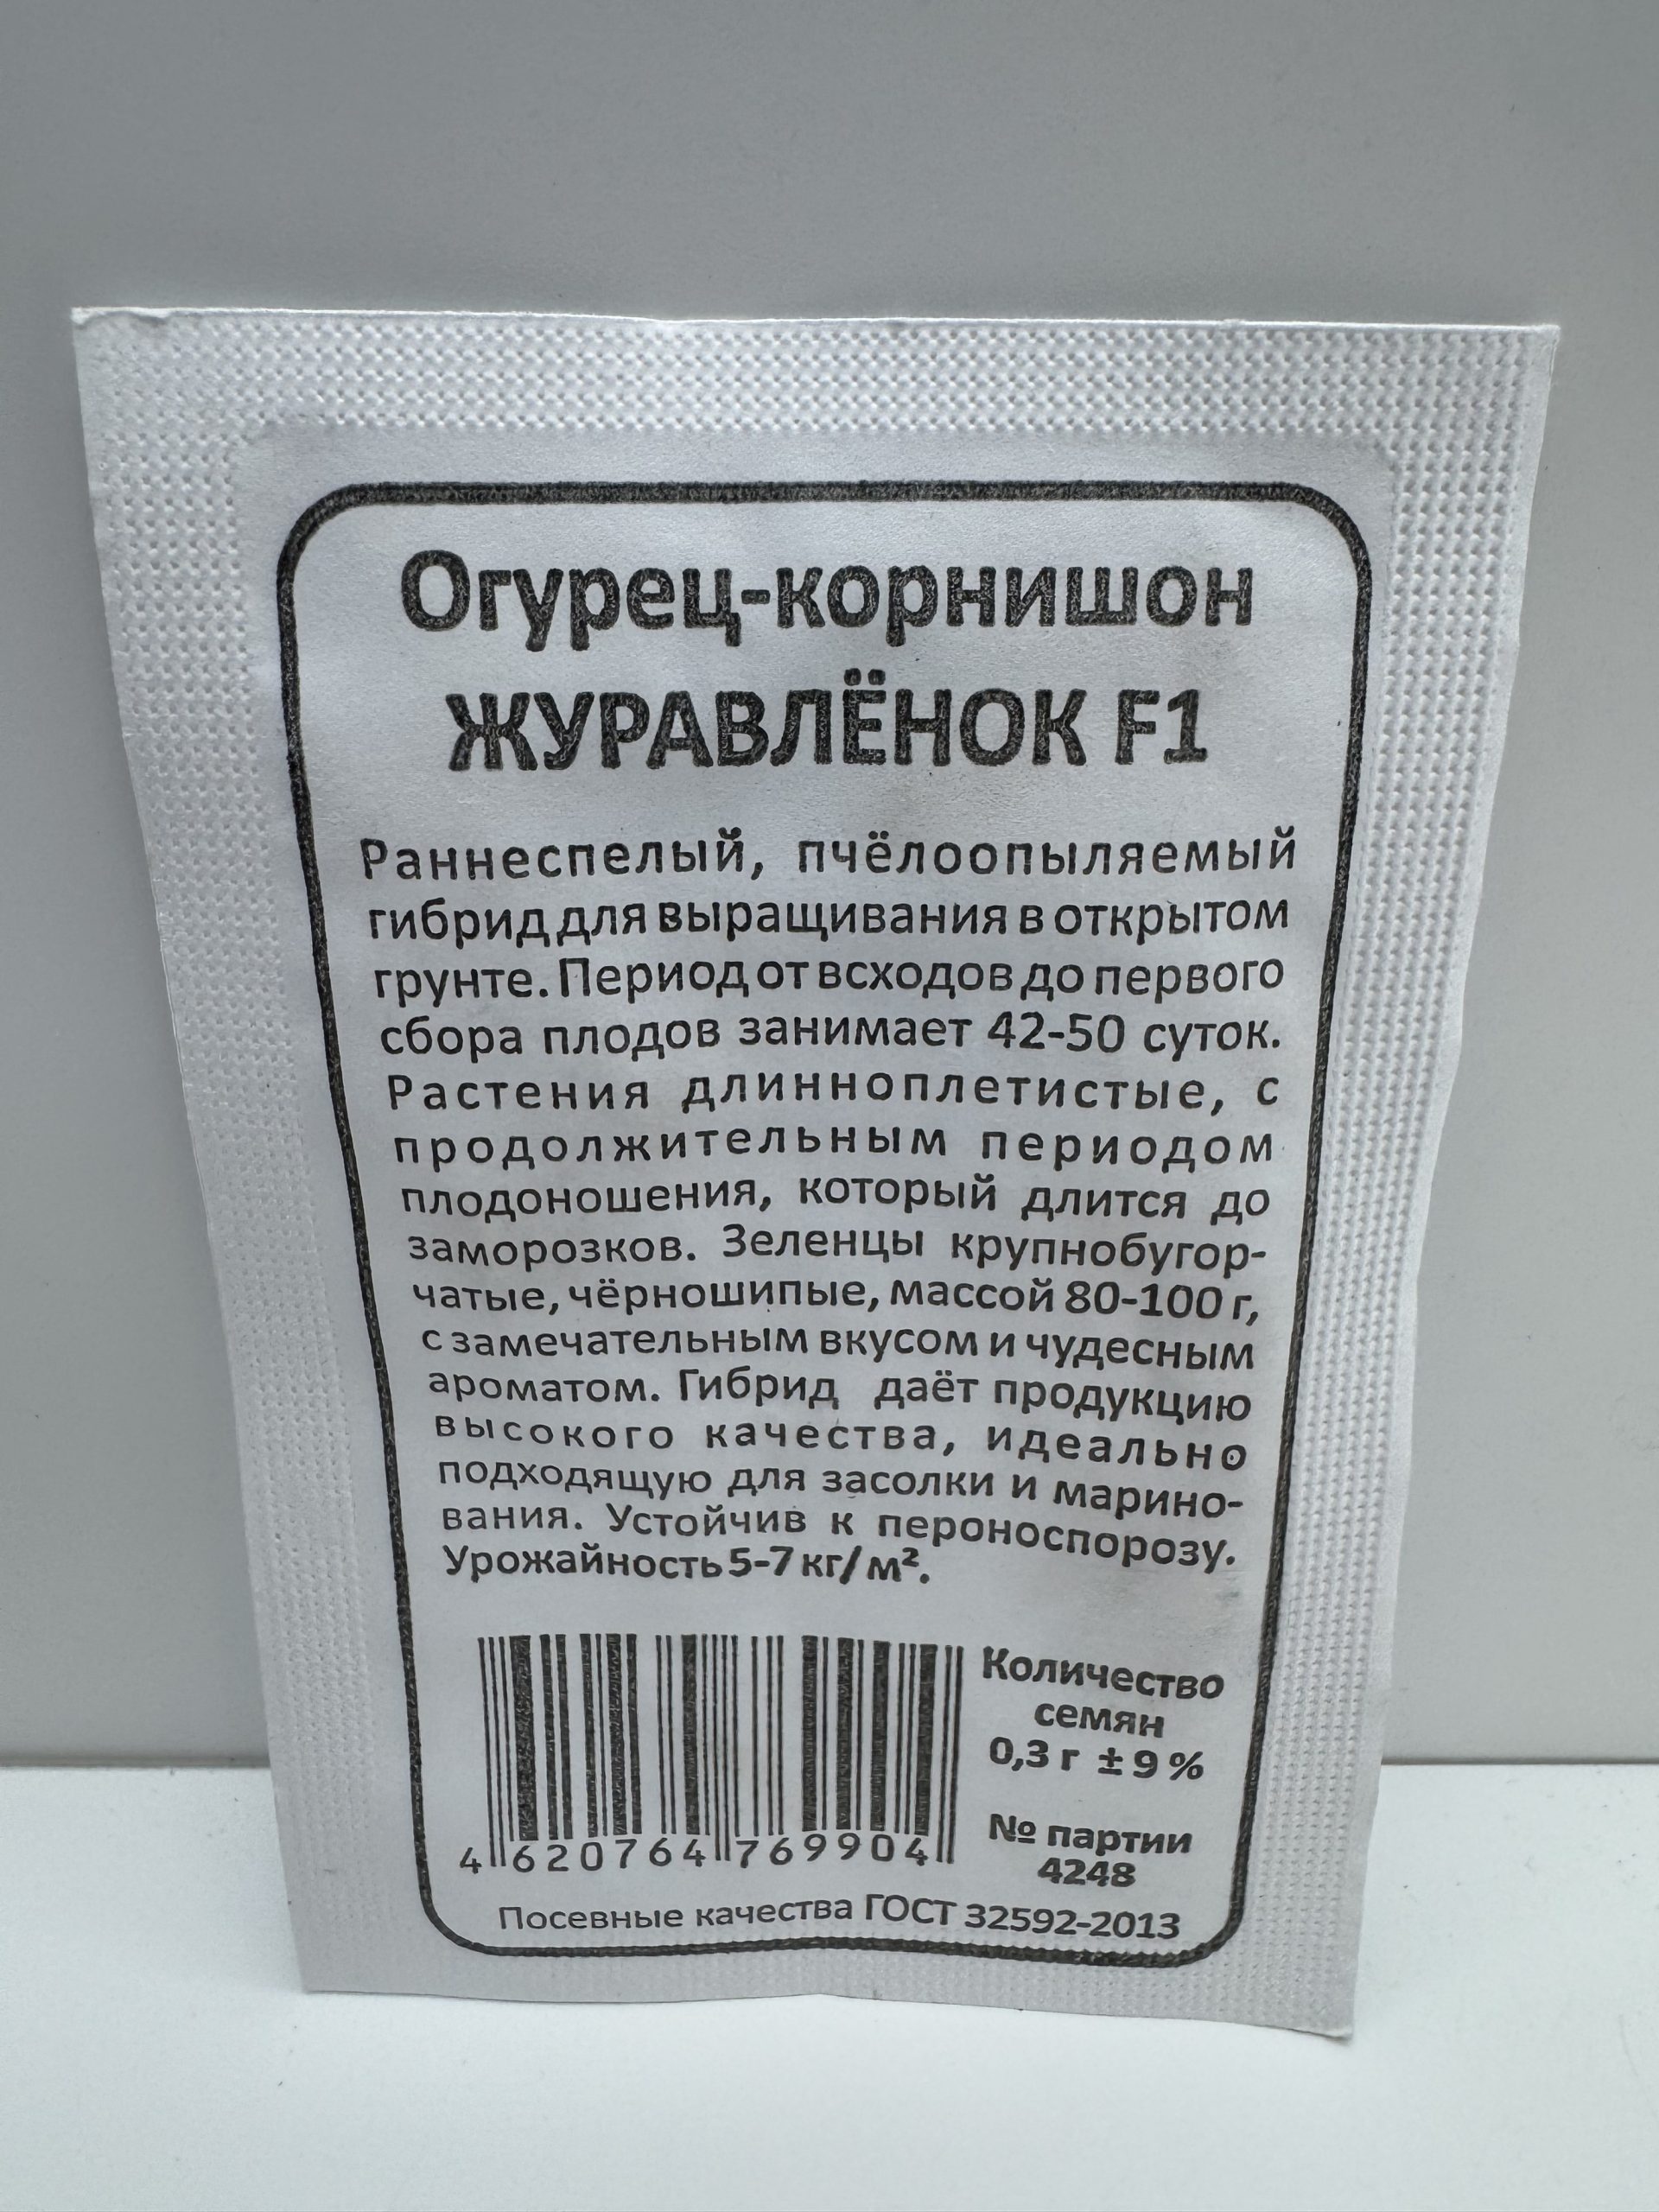 Огурец-корнишон
ЖУРАВЛЁНОК F1
Раннеспелый, пчёлоопыляемый
гибрид для выращивания в открытом
грунте. Период от всходов до первого
сбора плодов занимает 42-50 суток.
Растения длинноплетистые, с
продолжительным периодом
плодоношения, который длится до
заморозков. Зеленцы крупнобугор-
чатые, чёрношипые, массой 80-100 г,
с замечательным вкусом и чудесным
ароматом. Гибрид даёт продукцию
высокого качества, идеально
подходящую для засолки и марино-
вания. Устойчив к пероноспорозу.
Урожайность 5-7 кг/м².
Количество
семян
0,3 г ± 9 %
№ партии
4248
4 620764 769904
Посевные качества ГОСТ 32592-2013